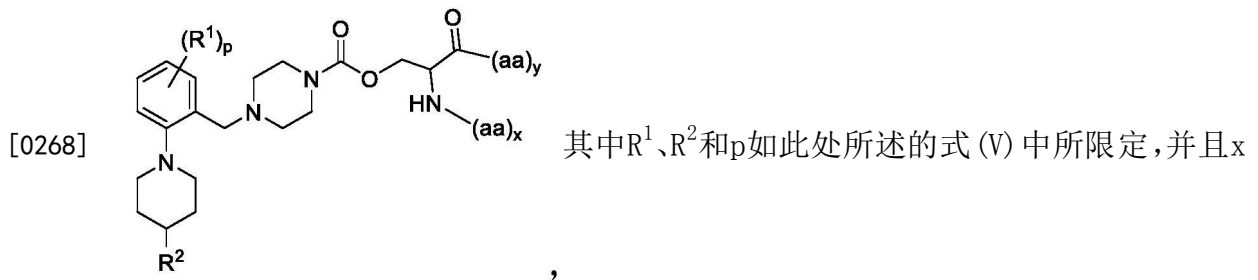 (R¹)ₚ
O
O
(aa)ᵧ
N
O
HN
(aa)ₓ
N
[0268]
其中R¹、R²和p如此处所述的式(V)中所限定,并且x
N
R²
,